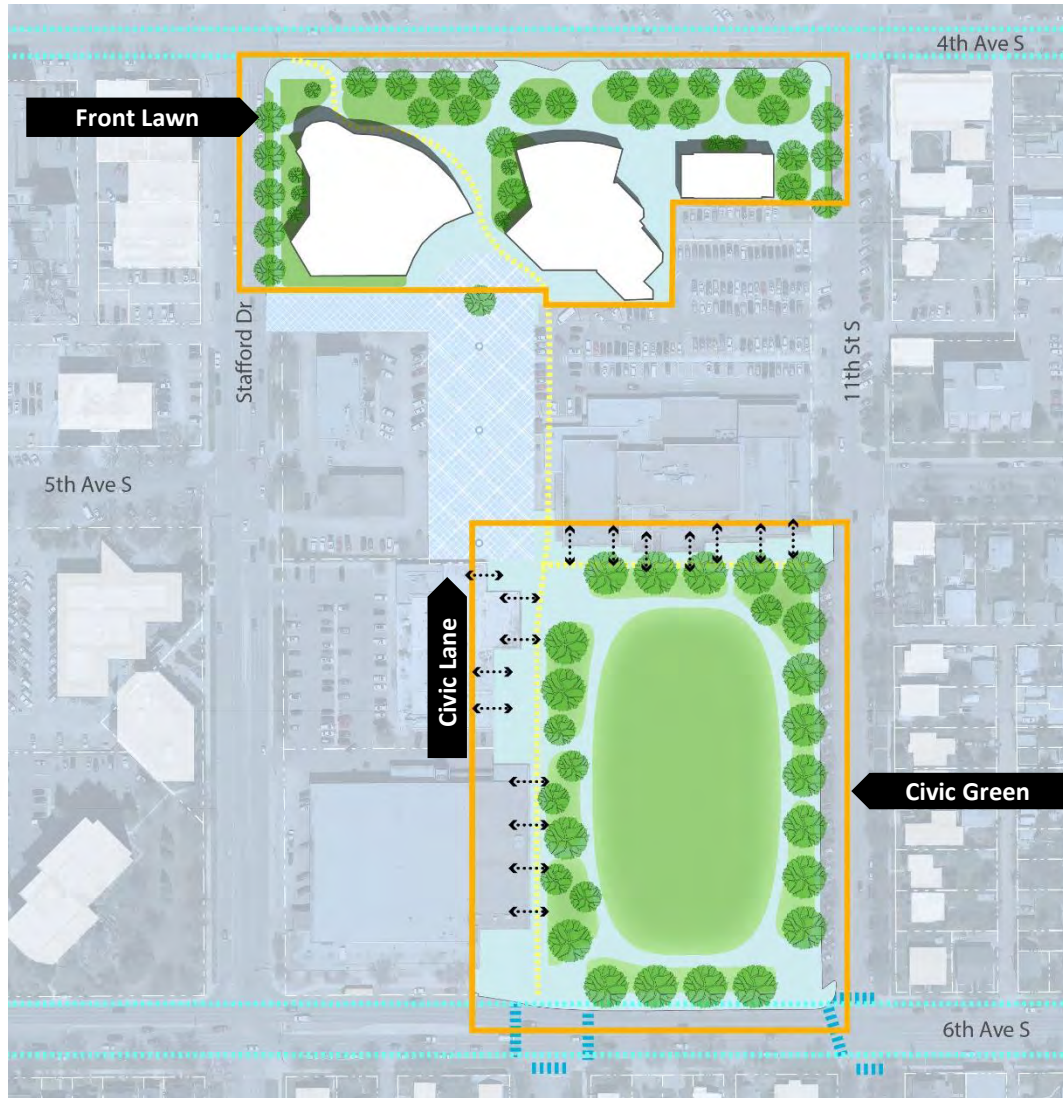 4th Ave S
Front Lawn
Stafford Dr
11th St S
5th Ave S
Civic Lane
Civic Green
6th Ave S